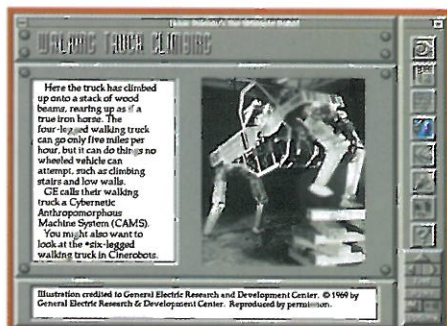 WALKING TRUCK CLIMBING
Here the truck has climbed
up onto a stack of wood
beams, rearing up as if a
true iron horse. The
four-legged walking truck
can go only five miles per
hour, but it can do things no
wheeled vehicle can
attempt, such as climbing
stairs and low walls.
GE calls their walking
truck a Cybernetic
Anthropomorphous
Machine System (CAMS).
You might also want to
look at the *six-legged
walking truck in Cinerobots.
Illustration credited to General Electric Research and Development Center. © 1969 by
General Electric Research & Development Center. Reproduced by permission.